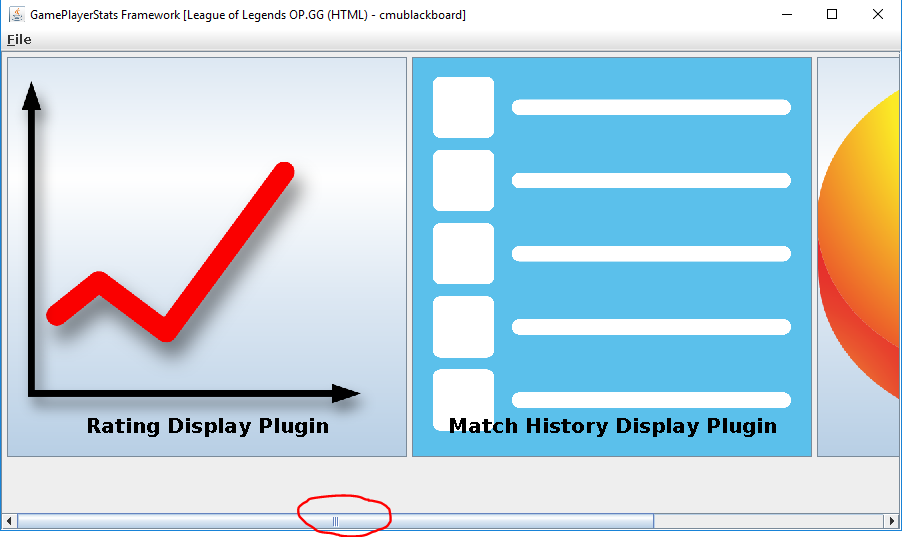 GamePlayerStats Framework [League of Legends OP.GG (HTML) - cmublackboard]
File
Rating Display Plugin
Match History Display Plugin